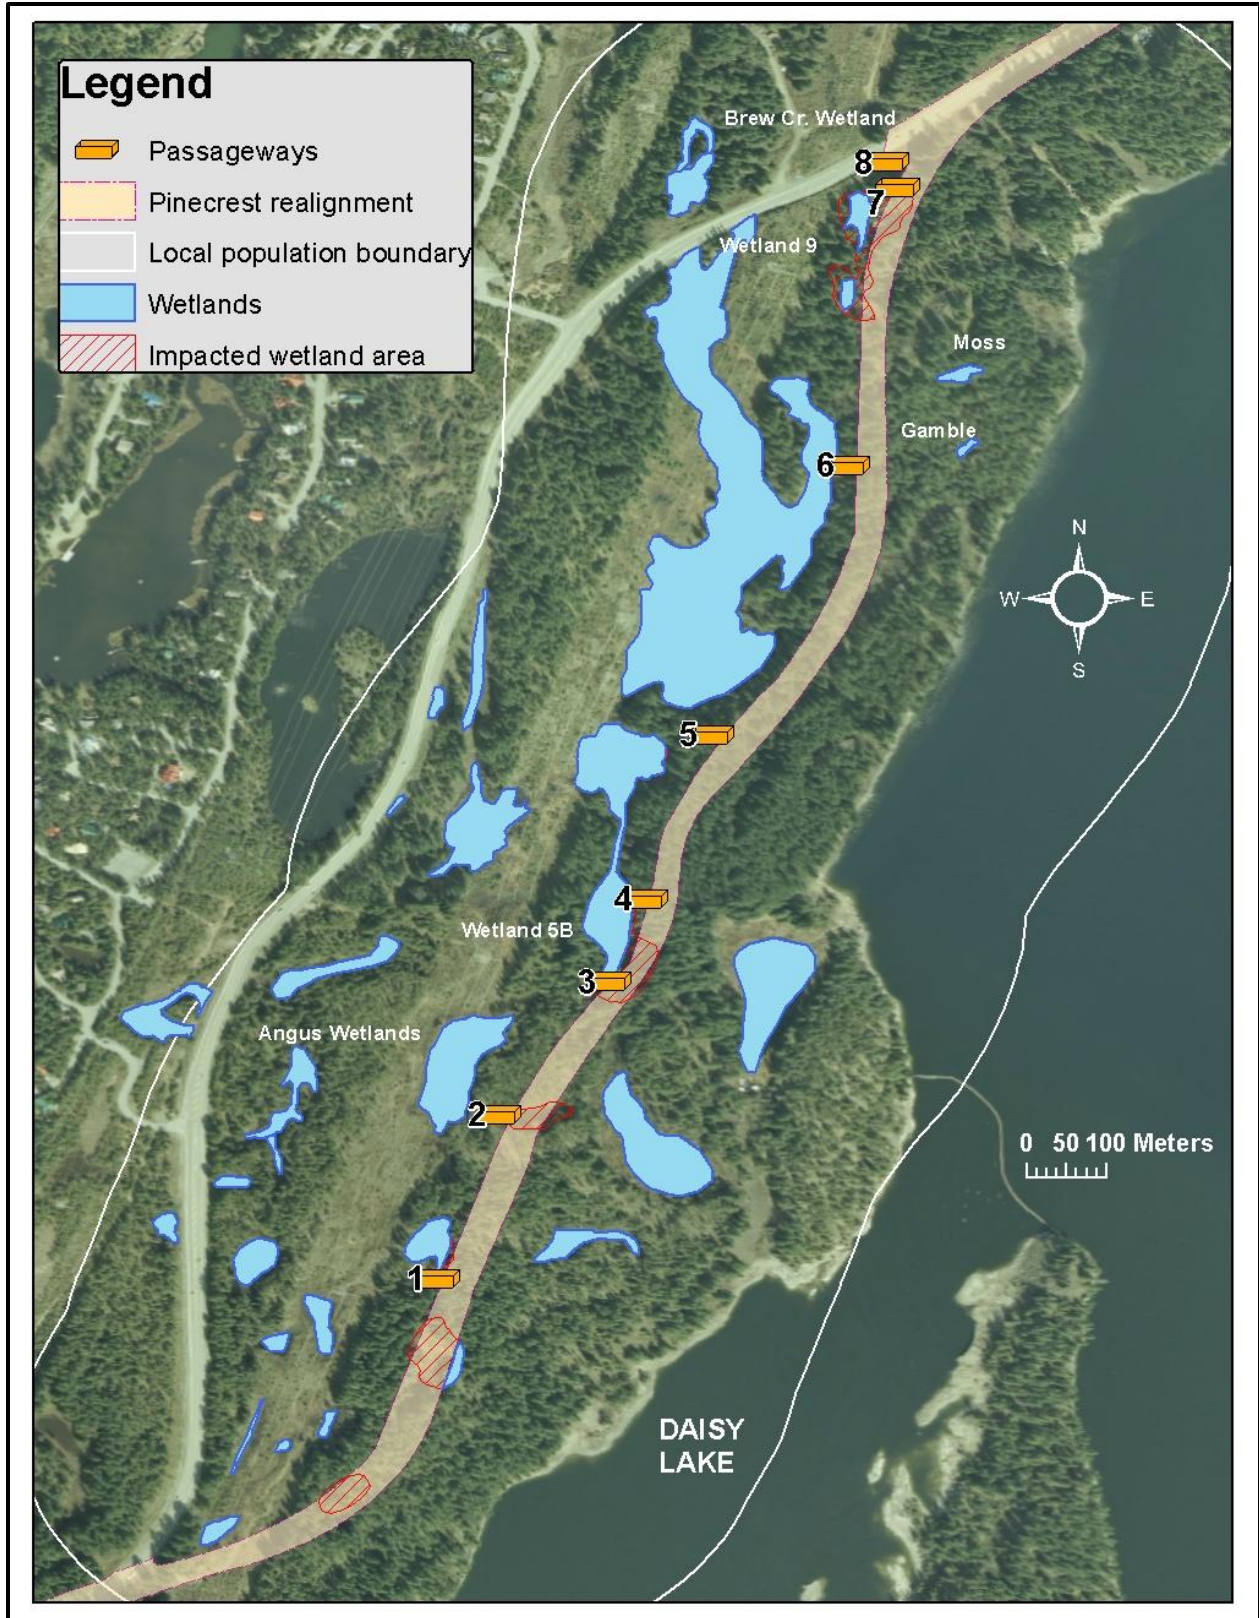 Legend
Passageways
Pinecrest realignment
Local population boundary
Wetlands
Impacted wetland area
Brew Cr. Wetland
8
7
Wetland 9
Moss
Gamble
6
N
W E
S
5
4
Wetland 5B
3
Angus Wetlands
2
0 50 100 Meters
1
DAISY
LAKE